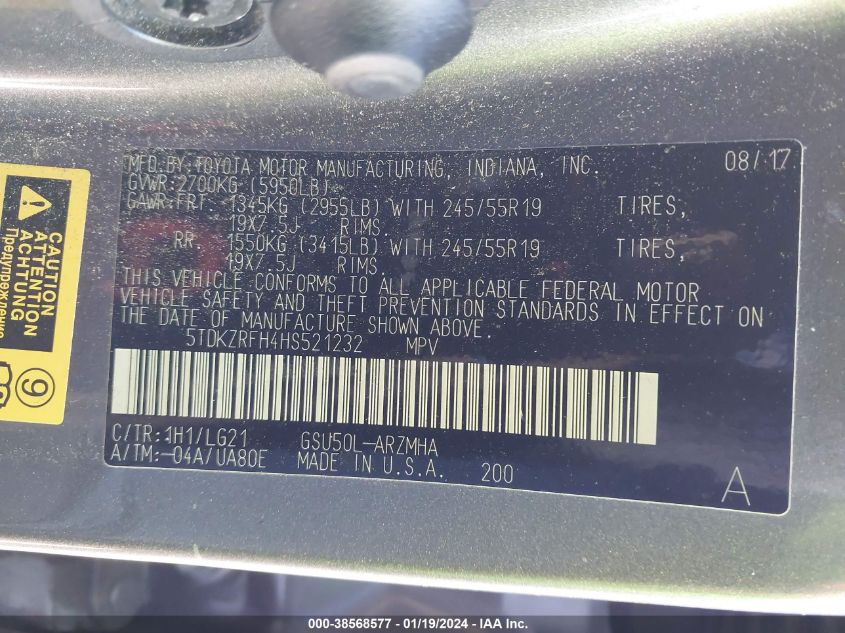 MFD.BY:TOYOTA MOTOR MANUFACTURING, INDIANA, INC. 08/17
GVWR:2700KG (5950LB)
GAWR:FRT. 1345KG (2955LB) WITH 245/55R19 TIRES,
19X7.5J RIMS.
RR. 1550KG (3415LB) WITH 245/55R19 TIRES,
19X7.5J RIMS.
THIS VEHICLE CONFORMS TO ALL APPLICABLE FEDERAL MOTOR
VEHICLE SAFETY AND THEFT PREVENTION STANDARDS IN EFFECT ON
THE DATE OF MANUFACTURE SHOWN ABOVE.
5TDKZRFH4HS521232 MPV
C/TR: 1H1/LG21 GSU50L-ARZMHA
A/TM:-04A/UA80E MADE IN U.S.A. 200
A
CAUTION
ATTENTION
ACHTUNG
Предупреждение
9
000-38568577 - 01/19/2024 - IAA Inc.